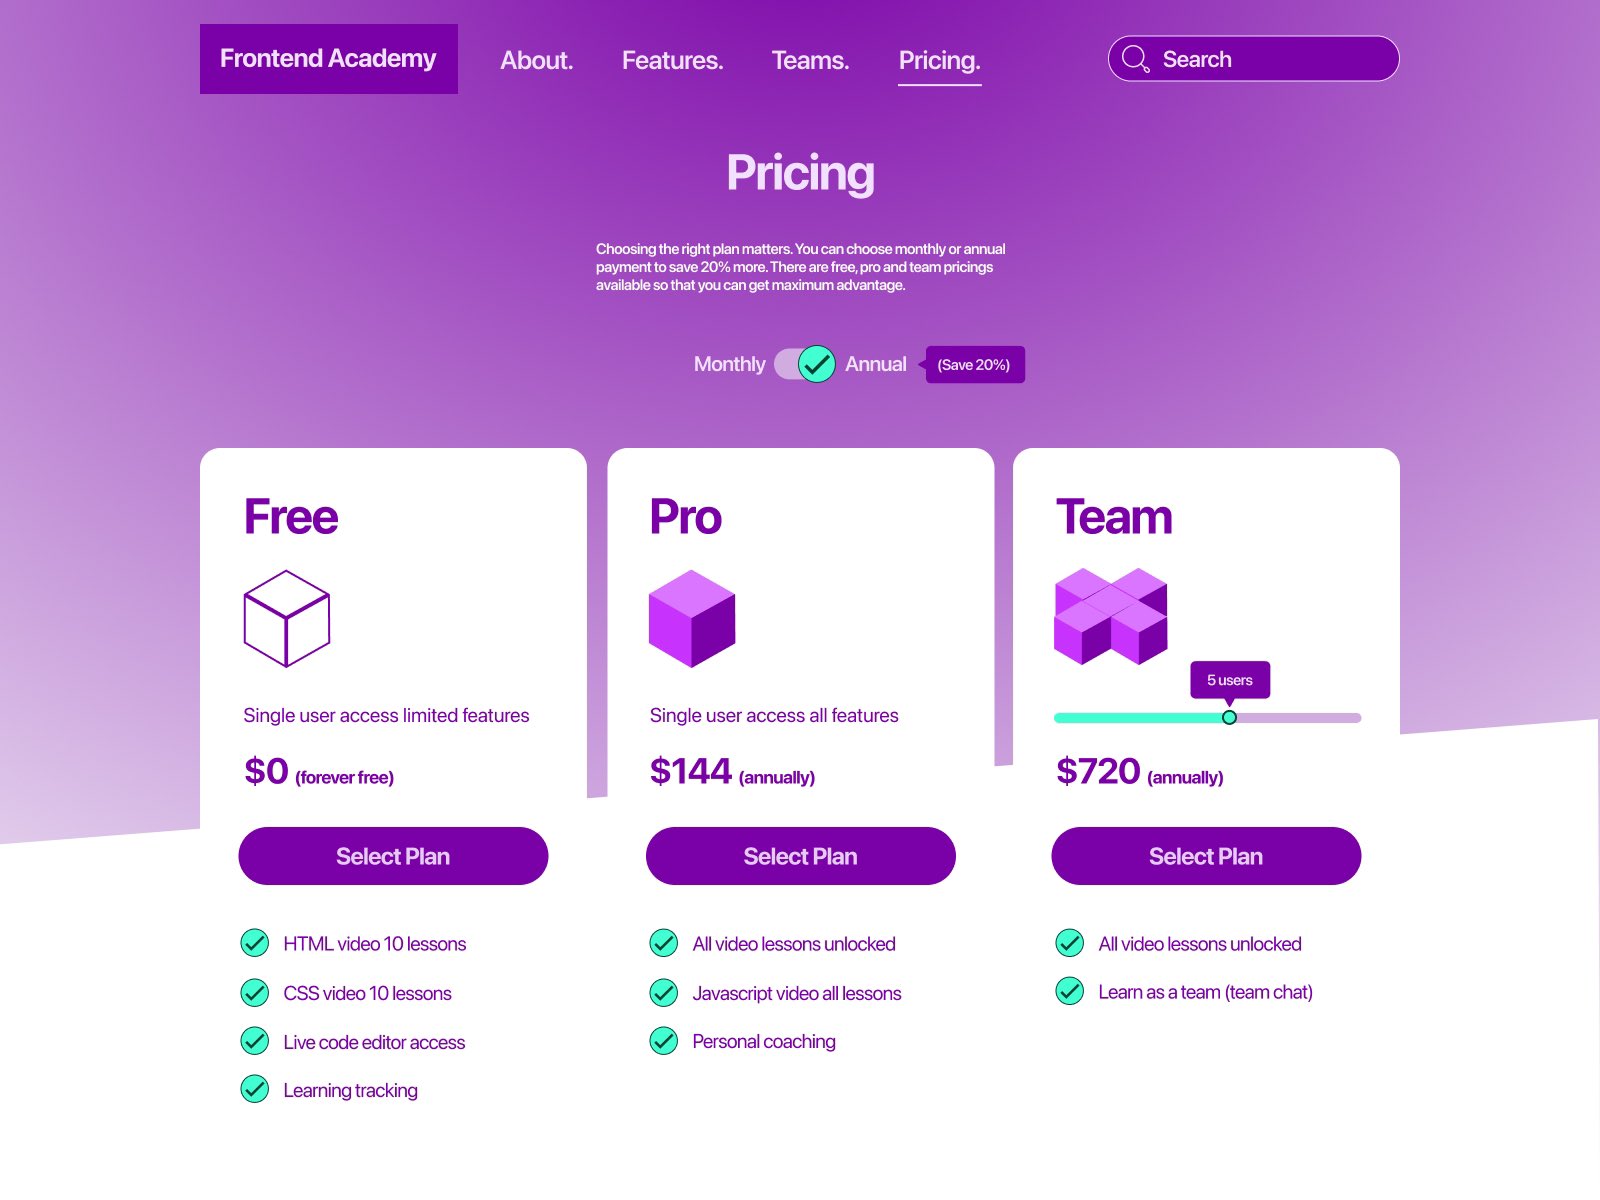 Frontend Academy
About.
Features.
Teams.
Pricing.
Search
Pricing
Choosing the right plan matters. You can choose monthly or annual
payment to save 20% more. There are free, pro and team pricings
available so that you can get maximum advantage.
Monthly
Annual
(Save 20%)
Free
Single user access limited features
$0 (forever free)
Select Plan
HTML video 10 lessons
CSS video 10 lessons
Live code editor access
Learning tracking
Pro
Single user access all features
$144 (annually)
Select Plan
All video lessons unlocked
Javascript video all lessons
Personal coaching
Team
5 users
$720 (annually)
Select Plan
All video lessons unlocked
Learn as a team (team chat)